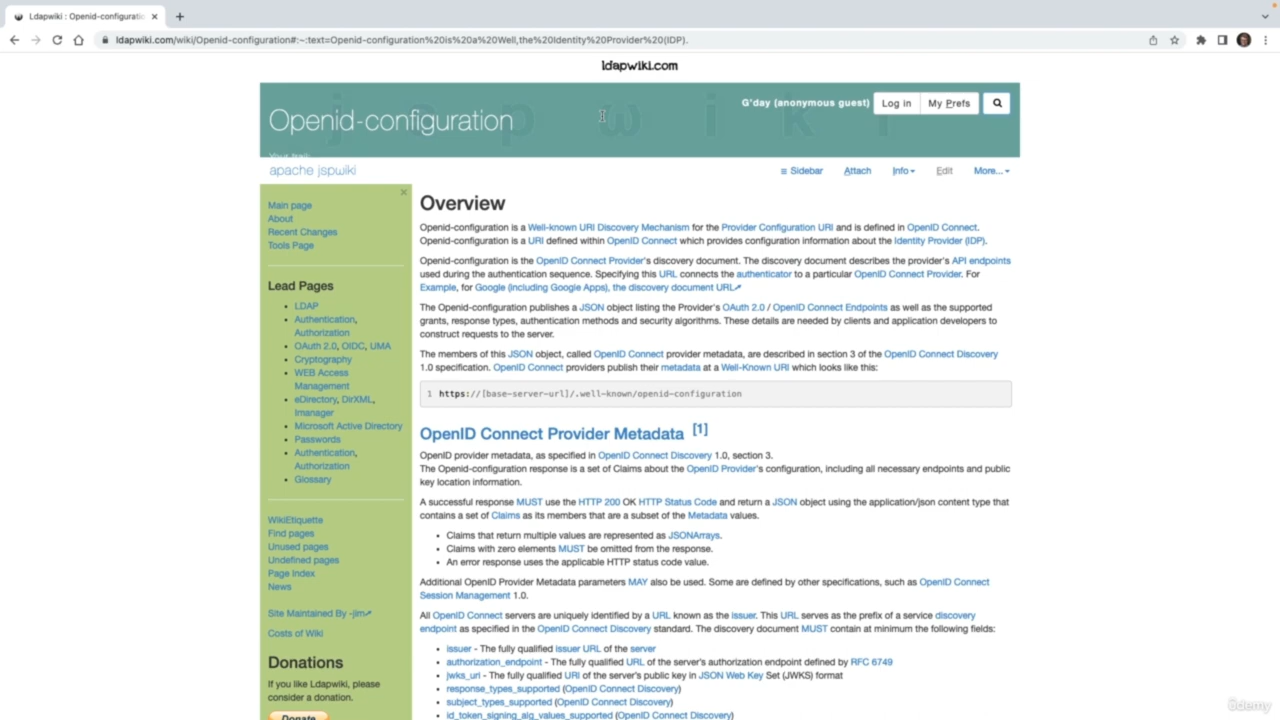 Ldapwiki : Openid-configuratio
ldapwiki.com/wiki/Openid-configuration#:~:text=Openid-configuration%20is%20a%20Well,the%20Identity%20Provider%20(IDP).
ldapwiki.com
Openid-configuration
G'day (anonymous guest)
Log in
My Prefs
Your trail:
apache jspwiki
Sidebar
Attach
Info
Edit
More...
Main page
About
Recent Changes
Tools Page
Lead Pages
• LDAP
• Authentication,
Authorization
• OAuth 2.0, OIDC, UMA
• Cryptography
• WEB Access
Management
• eDirectory, DirXML,
Imanager
• Microsoft Active Directory
• Passwords
• Authentication,
Authorization
• Glossary
WikiEtiquette
Find pages
Unused pages
Undefined pages
Page Index
News
Site Maintained By -jim
Costs of Wiki
Donations
If you like Ldapwiki, please
consider a donation.
Donate
Overview
Openid-configuration is a Well-known URI Discovery Mechanism for the Provider Configuration URI and is defined in OpenID Connect.
Openid-configuration is a URI defined within OpenID Connect which provides configuration information about the Identity Provider (IDP).
Openid-configuration is the OpenID Connect Provider's discovery document. The discovery document describes the provider's API endpoints
used during the authentication sequence. Specifying this URL connects the authenticator to a particular OpenID Connect Provider. For
Example, for Google (including Google Apps), the discovery document URL
The Openid-configuration publishes a JSON object listing the Provider's OAuth 2.0 / OpenID Connect Endpoints as well as the supported
grants, response types, authentication methods and security algorithms. These details are needed by clients and application developers to
construct requests to the server.
The members of this JSON object, called OpenID Connect provider metadata, are described in section 3 of the OpenID Connect Discovery
1.0 specification. OpenID Connect providers publish their metadata at a Well-Known URI which looks like this:
1 https://[base-server-url]/.well-known/openid-configuration
OpenID Connect Provider Metadata [1]
OpenID provider metadata, as specified in OpenID Connect Discovery 1.0, section 3.
The Openid-configuration response is a set of Claims about the OpenID Provider's configuration, including all necessary endpoints and public
key location information.
A successful response MUST use the HTTP 200 OK HTTP Status Code and return a JSON object using the application/json content type that
contains a set of Claims as its members that are a subset of the Metadata values.
• Claims that return multiple values are represented as JSONArrays.
• Claims with zero elements MUST be omitted from the response.
• An error response uses the applicable HTTP status code value.
Additional OpenID Provider Metadata parameters MAY also be used. Some are defined by other specifications, such as OpenID Connect
Session Management 1.0.
All OpenID Connect servers are uniquely identified by a URL known as the issuer. This URL serves as the prefix of a service discovery
endpoint as specified in the OpenID Connect Discovery standard. The discovery document MUST contain at minimum the following fields:
• issuer - The fully qualified issuer URL of the server
• authorization_endpoint - The fully qualified URL of the server's authorization endpoint defined by RFC 6749
• jwks_uri - The fully qualified URI of the server's public key in JSON Web Key Set (JWKS) format
• response_types_supported (OpenID Connect Discovery)
• subject_types_supported (OpenID Connect Discovery)
• id_token_signing_alg_values_supported (OpenID Connect Discovery)
ûdemy